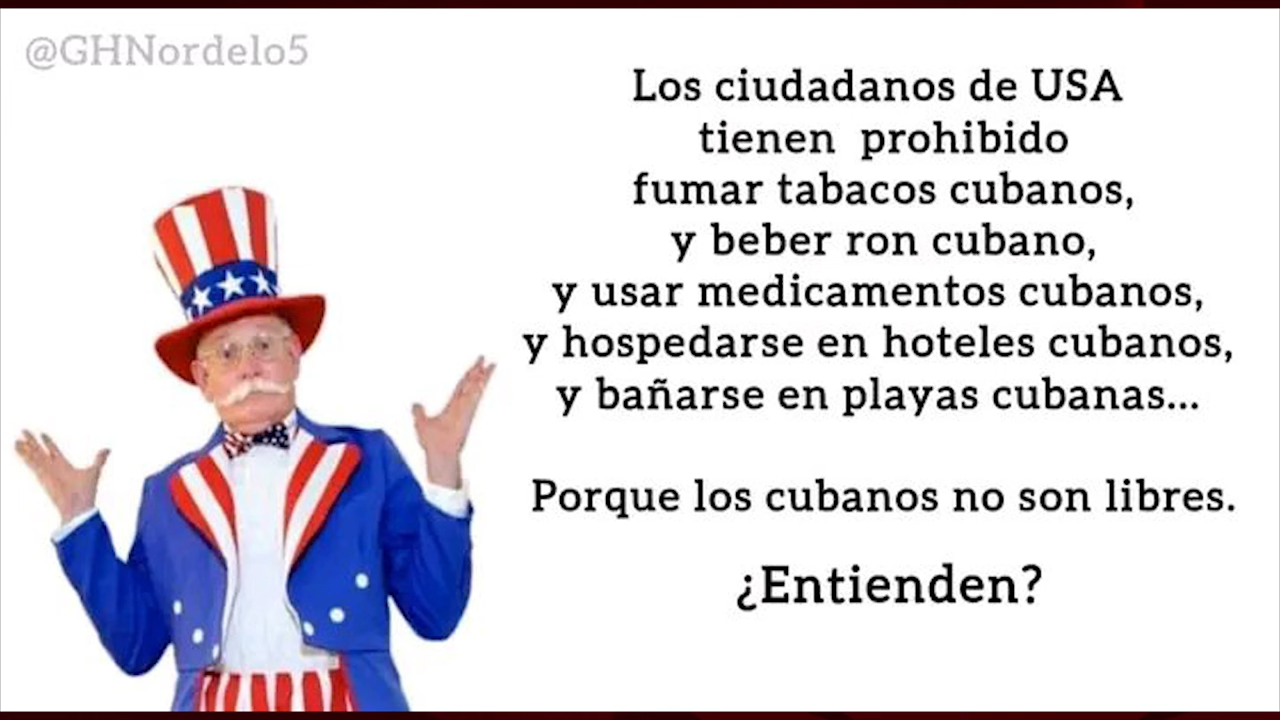 @GHNordelo5
Los ciudadanos de USA
tienen prohibido
fumar tabacos cubanos,
y beber ron cubano,
y usar medicamentos cubanos,
y hospedarse en hoteles cubanos,
y bañarse en playas cubanas...
Porque los cubanos no son libres.
¿Entienden?